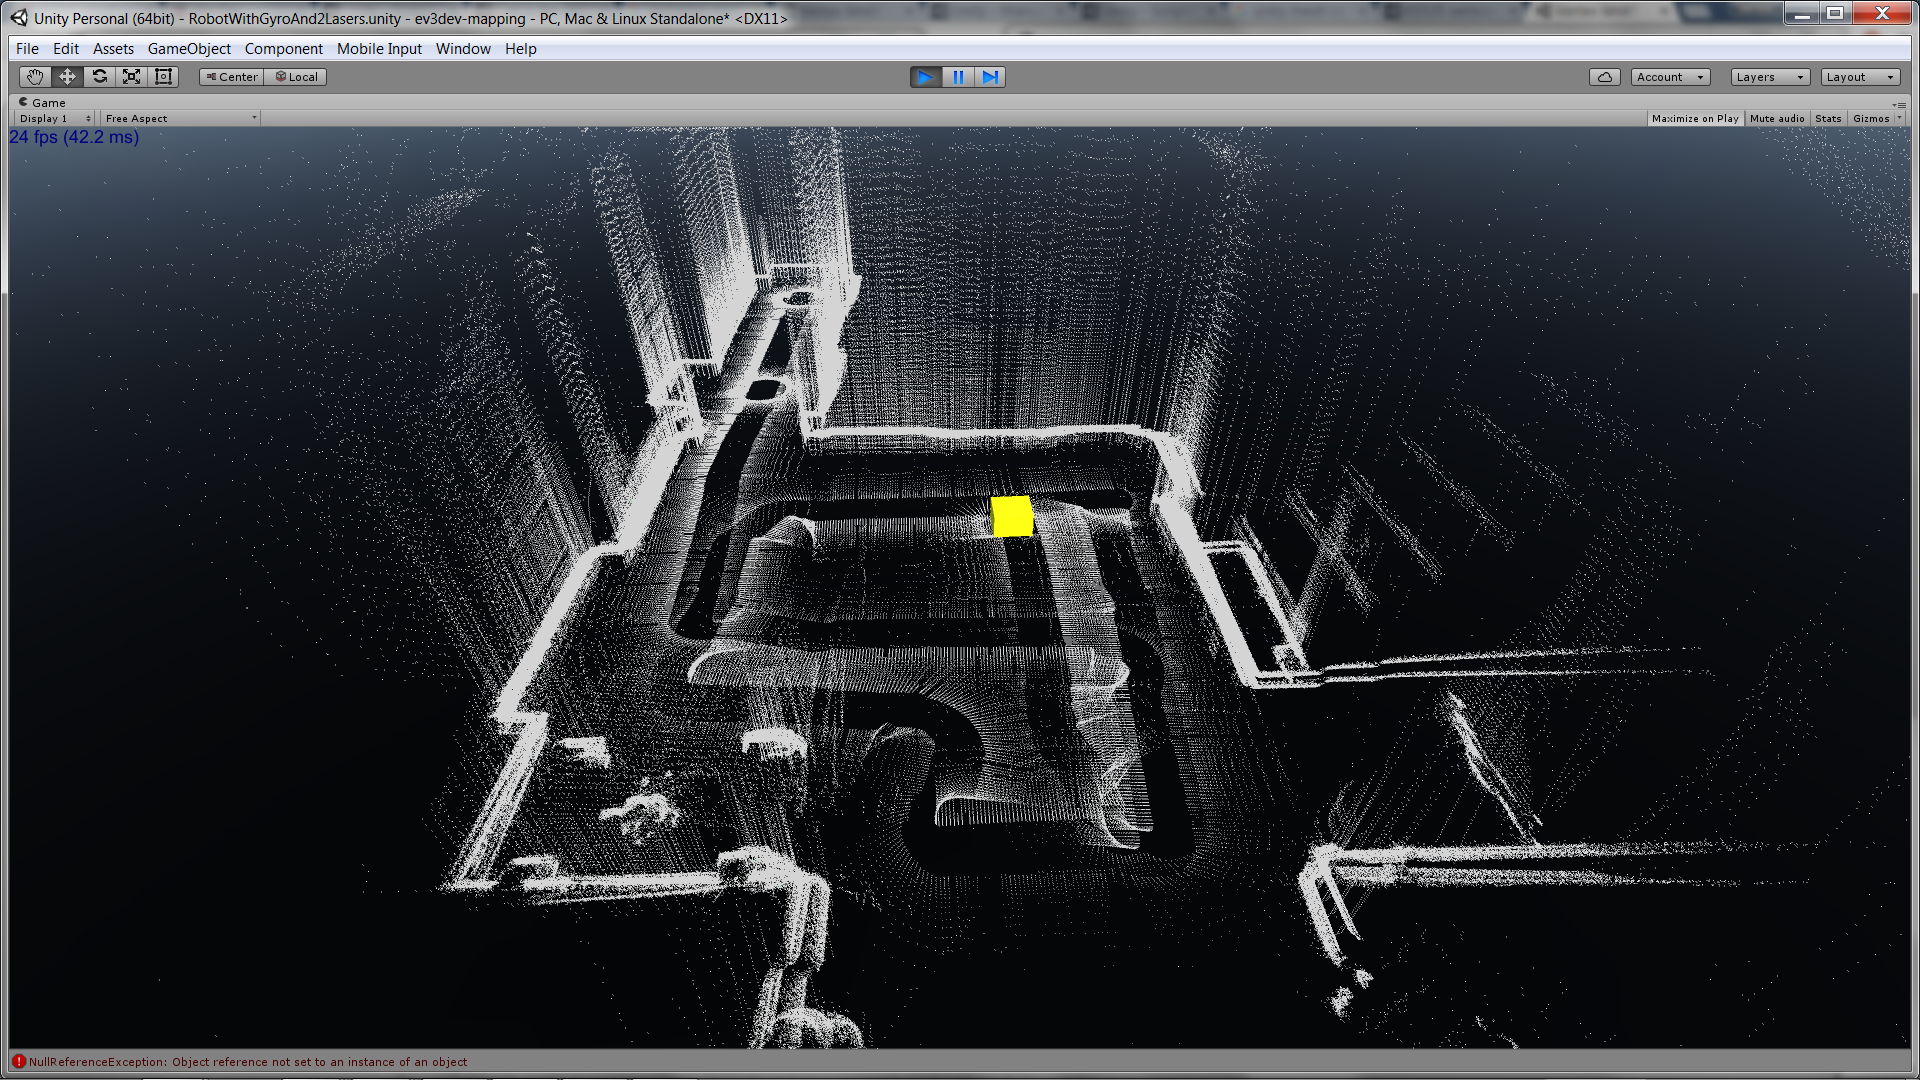 Unity Personal (64bit) - RobotWithGyroAnd2Lasers.unity - ev3dev-mapping - PC, Mac & Linux Standalone* <DX11>
File Edit Assets GameObject Component Mobile Input Window Help
Center Local Account Layers Layout
Game
Display 1 Free Aspect Maximize on Play Mute audio Stats Gizmos
24 fps (42.2 ms)
NullReferenceException: Object reference not set to an instance of an object